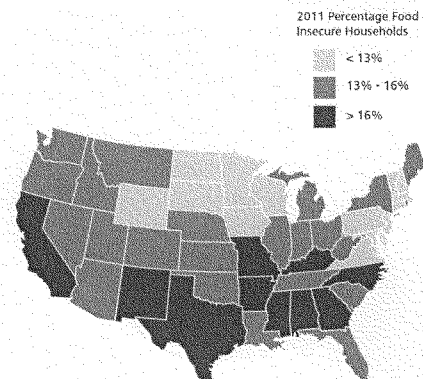 2011 Percentage Food
Insecure Households
< 13%
13% - 16%
> 16%